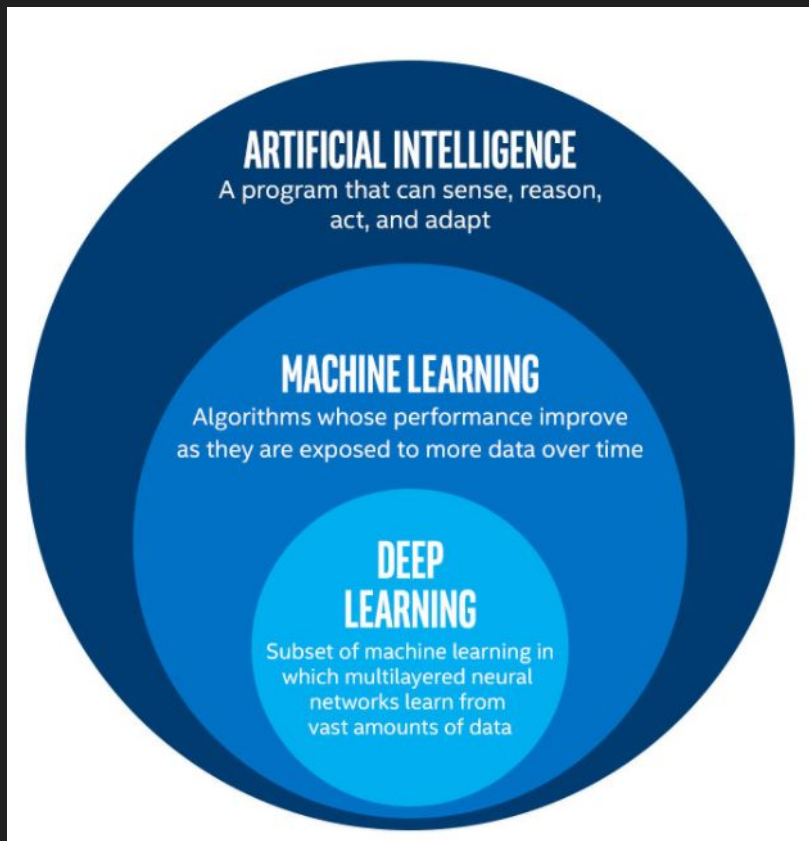 ARTIFICIAL INTELLIGENCE
A program that can sense, reason,
act, and adapt
MACHINE LEARNING
Algorithms whose performance improve
as they are exposed to more data over time
DEEP
LEARNING
Subset of machine learning in
which multilayered neural
networks learn from
vast amounts of data